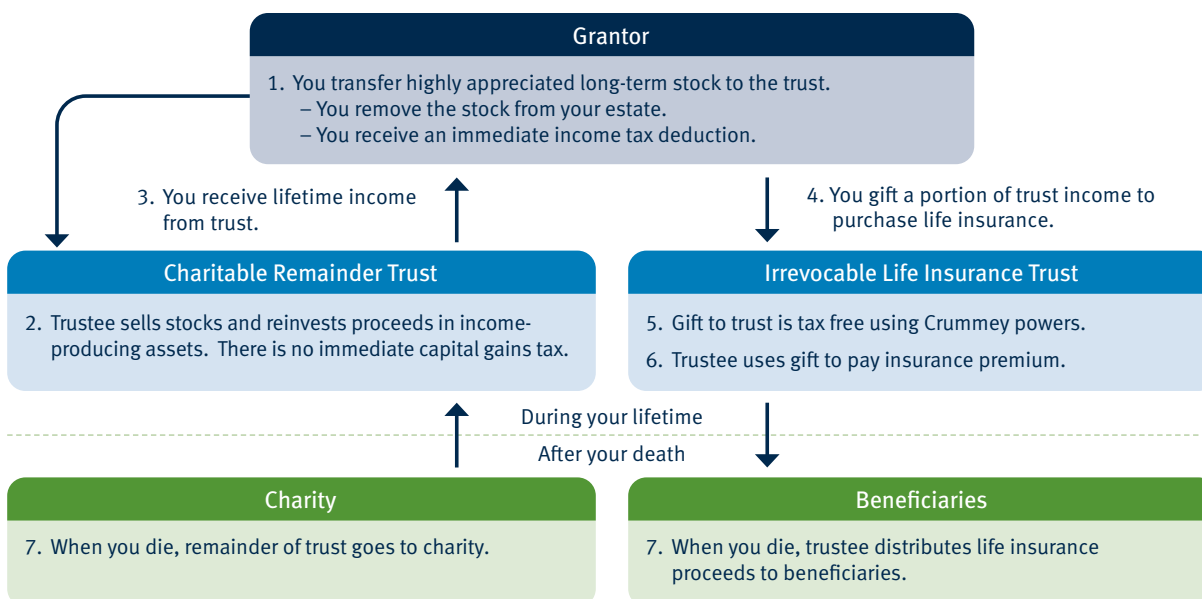 Grantor
1. You transfer highly appreciated long-term stock to the trust.
– You remove the stock from your estate.
– You receive an immediate income tax deduction.
3. You receive lifetime income
from trust.
4. You gift a portion of trust income to
purchase life insurance.
Charitable Remainder Trust
2. Trustee sells stocks and reinvests proceeds in income-
producing assets. There is no immediate capital gains tax.
Irrevocable Life Insurance Trust
5. Gift to trust is tax free using Crummey powers.
6. Trustee uses gift to pay insurance premium.
During your lifetime
After your death
Charity
7. When you die, remainder of trust goes to charity.
Beneficiaries
7. When you die, trustee distributes life insurance
proceeds to beneficiaries.